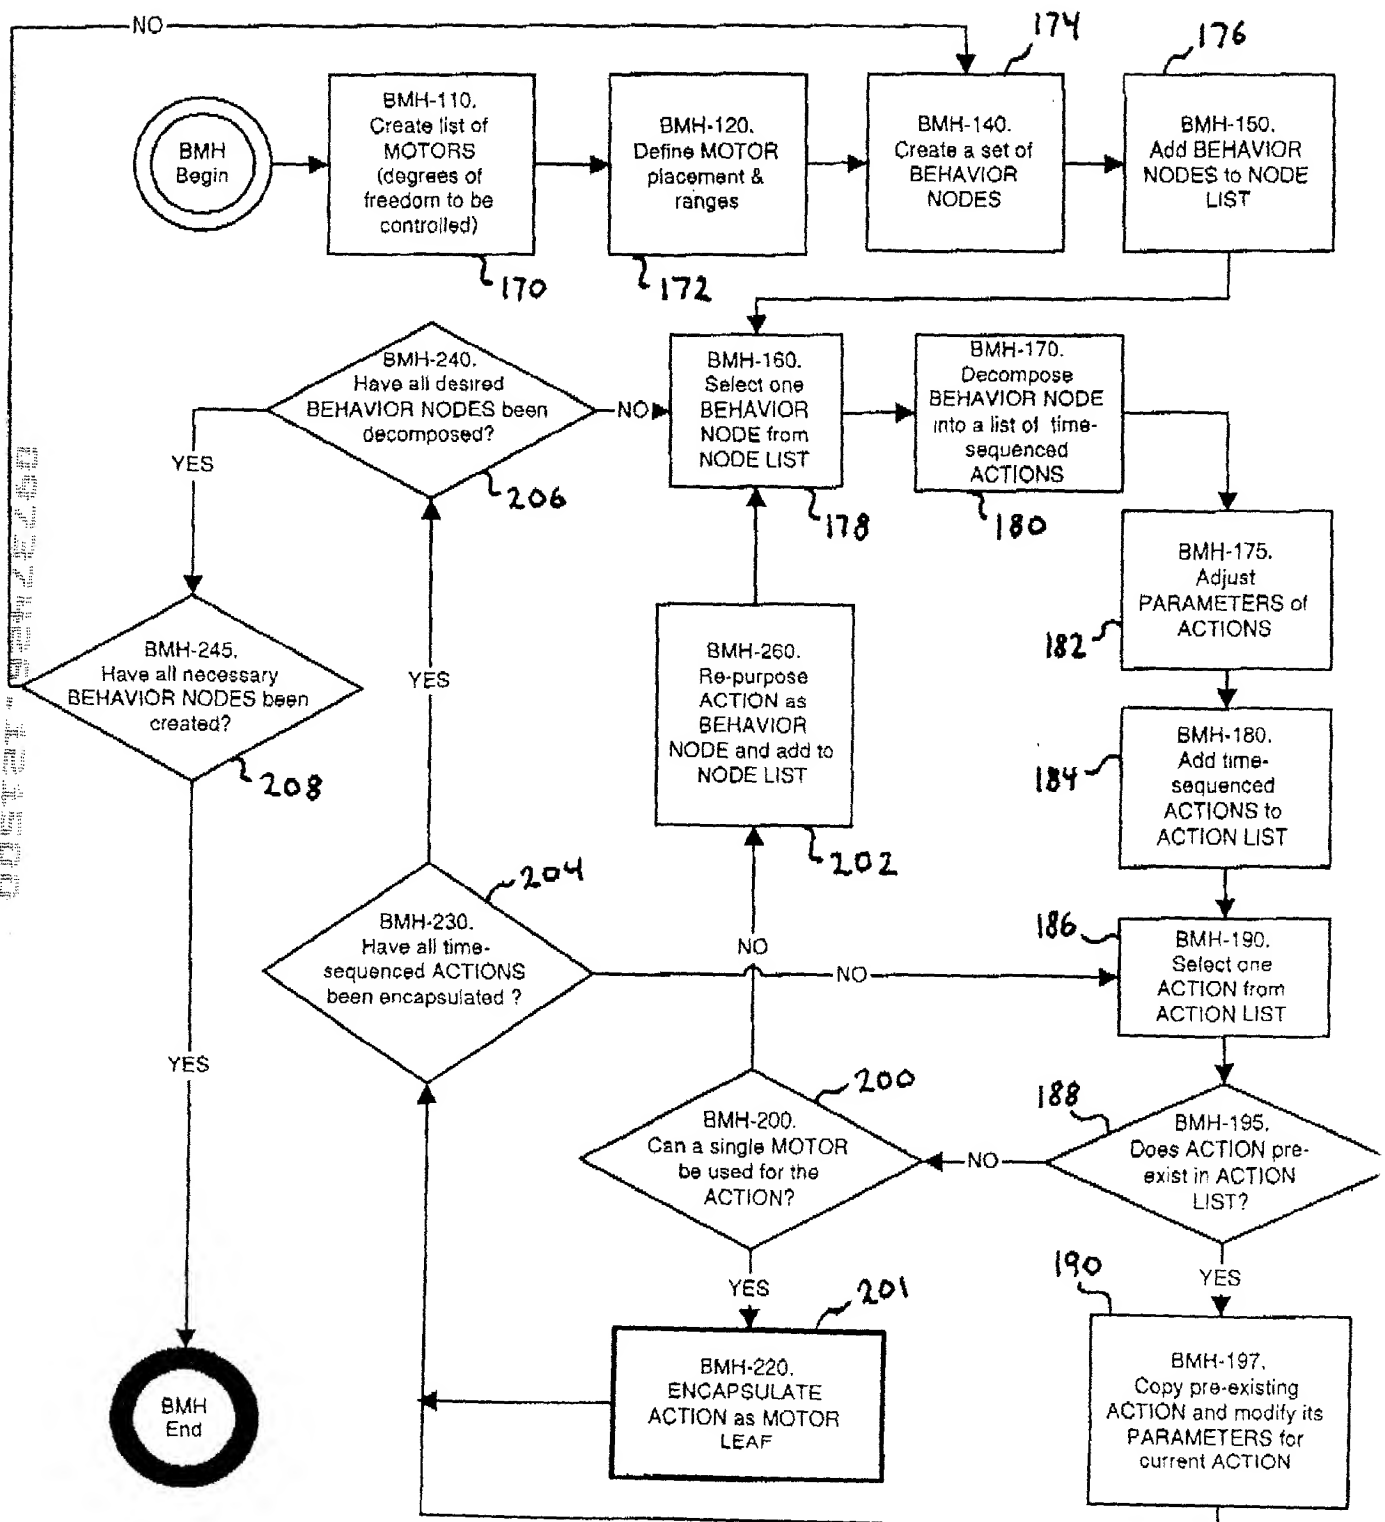 NO
174
176
BMH
Begin
BMH-110.
Create list of
MOTORS
(degrees of
freedom to be
controlled)
170
BMH-120.
Define MOTOR
placement &
ranges
172
BMH-140.
Create a set of
BEHAVIOR
NODES
BMH-150.
Add BEHAVIOR
NODES to NODE
LIST
BMH-240.
Have all desired
BEHAVIOR NODES been
decomposed?
206
NO
YES
BMH-160.
Select one
BEHAVIOR
NODE from
NODE LIST
178
BMH-170.
Decompose
BEHAVIOR NODE
into a list of time-
sequenced
ACTIONS
180
BMH-175.
Adjust
PARAMETERS of
ACTIONS
182
BMH-245.
Have all necessary
BEHAVIOR NODES been
created?
208
YES
BMH-260.
Re-purpose
ACTION as
BEHAVIOR
NODE and add to
NODE LIST
202
BMH-180.
Add time-
sequenced
ACTIONS to
ACTION LIST
184
204
BMH-230.
Have all time-
sequenced ACTIONS
been encapsulated ?
NO
NO
186
BMH-190.
Select one
ACTION from
ACTION LIST
YES
200
BMH-200.
Can a single MOTOR
be used for the
ACTION?
NO
188
BMH-195.
Does ACTION pre-
exist in ACTION
LIST?
YES
201
190
YES
BMH-220.
ENCAPSULATE
ACTION as MOTOR
LEAF
BMH-197.
Copy pre-existing
ACTION and modify its
PARAMETERS for
current ACTION
BMH
End